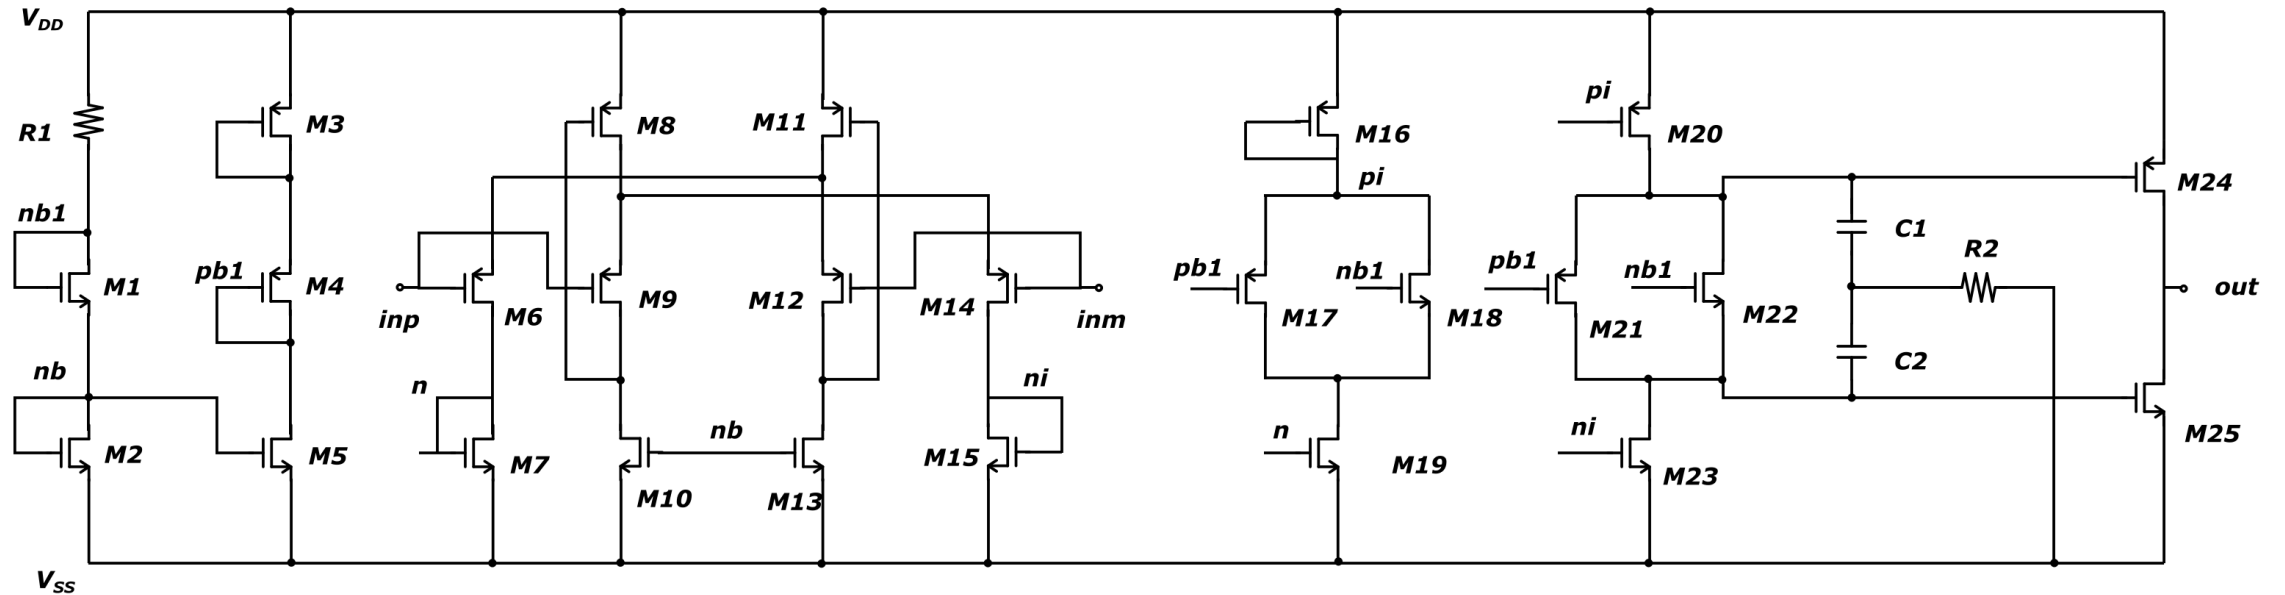 VDD
R1
nb1
M1
nb
M2
VSS
M3
pb1
M4
M5
M8
M11
inp
M6
M9
M12
M14
inm
n
M7
M10
nb
M13
ni
M15
M16
pi
pb1
nb1
M17
M18
n
M19
pi
M20
pb1
nb1
M21
M22
ni
M23
C1
R2
C2
M24
out
M25